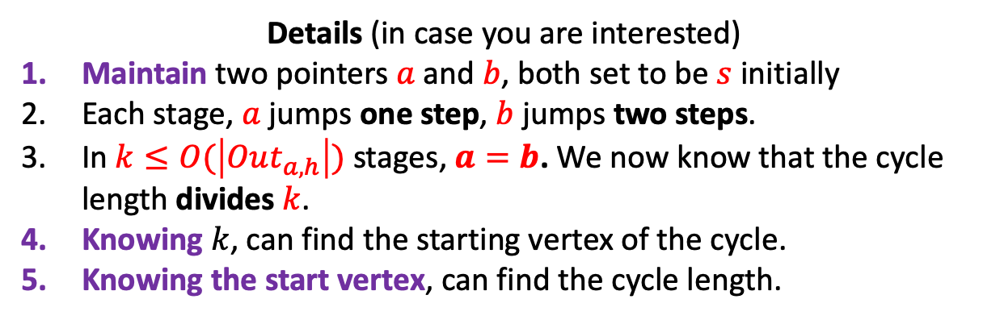 Details (in case you are interested)
1. Maintain two pointers a and b, both set to be s initially
2. Each stage, a jumps one step, b jumps two steps.
3. In k ≤ O(|Out_{a,h}|) stages, a = b. We now know that the cycle
length divides k.
4. Knowing k, can find the starting vertex of the cycle.
5. Knowing the start vertex, can find the cycle length.